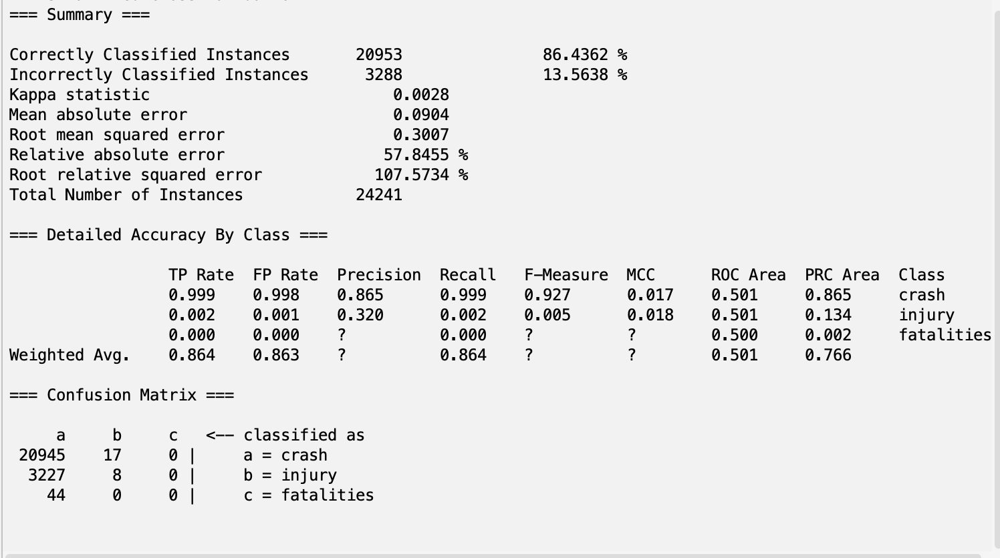 === Summary ===
Correctly Classified Instances 20953 86.4362 %
Incorrectly Classified Instances 3288 13.5638 %
Kappa statistic 0.0028
Mean absolute error 0.0904
Root mean squared error 0.3007
Relative absolute error 57.8455 %
Root relative squared error 107.5734 %
Total Number of Instances 24241
=== Detailed Accuracy By Class ===
TP Rate FP Rate Precision Recall F-Measure MCC ROC Area PRC Area Class
0.999 0.998 0.865 0.999 0.927 0.017 0.501 0.865 crash
0.002 0.001 0.320 0.002 0.005 0.018 0.501 0.134 injury
0.000 0.000 ? 0.000 ? ? 0.500 0.002 fatalities
Weighted Avg. 0.864 0.863 ? 0.864 ? ? 0.501 0.766
=== Confusion Matrix ===
a b c <-- classified as
20945 17 0 | a = crash
3227 8 0 | b = injury
44 0 0 | c = fatalities